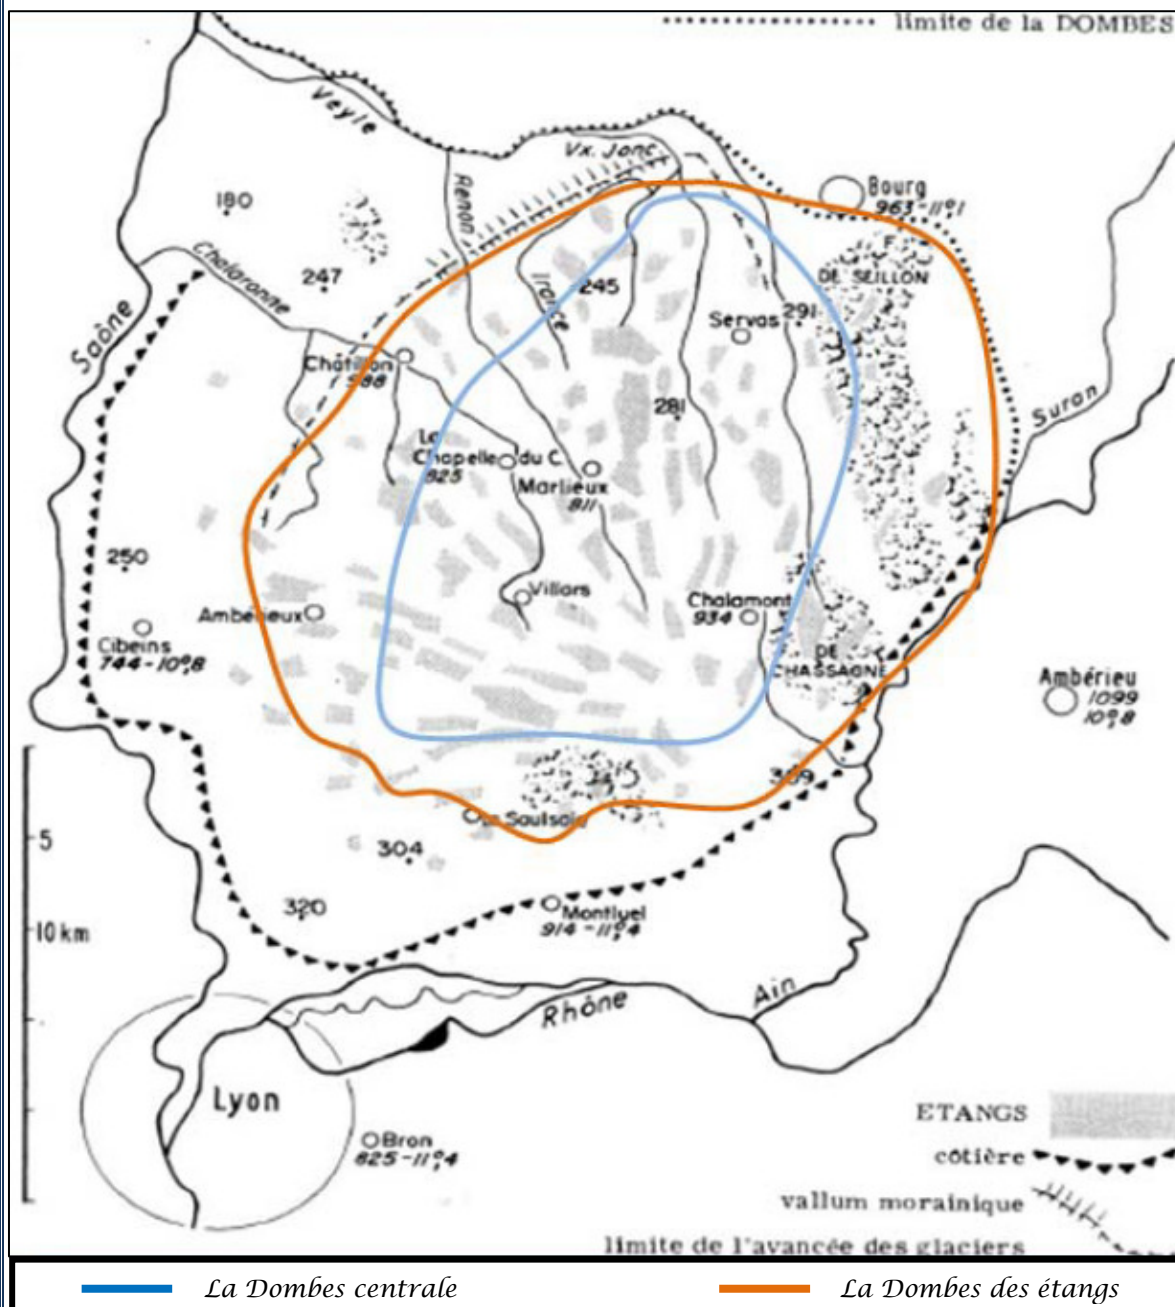 limite de la DOMBES
Veyle
Vx. Jonc
Renon
Bourg
963-11°,1
180
F.
DE SEILLON
Chalaronne
247
Irance
245
Servas
291
Saône
Châtillon
988
281
Suran
La
Chapelle du C.
825
Marlieux
811
250
Villars
Chalamont
934
Ambérieux
Cibeins
744-10°,8
DE
CHASSAGNE
Ambérieu
1099
10°,8
309
La Saulsaie
5
304
320
Montluel
914-11°,4
10 km
Ain
Rhône
Lyon
ETANGS
Bron
825-11°,4
côtière
vallum morainique
limite de l'avancée des glaciers
La Dombes centrale
La Dombes des étangs